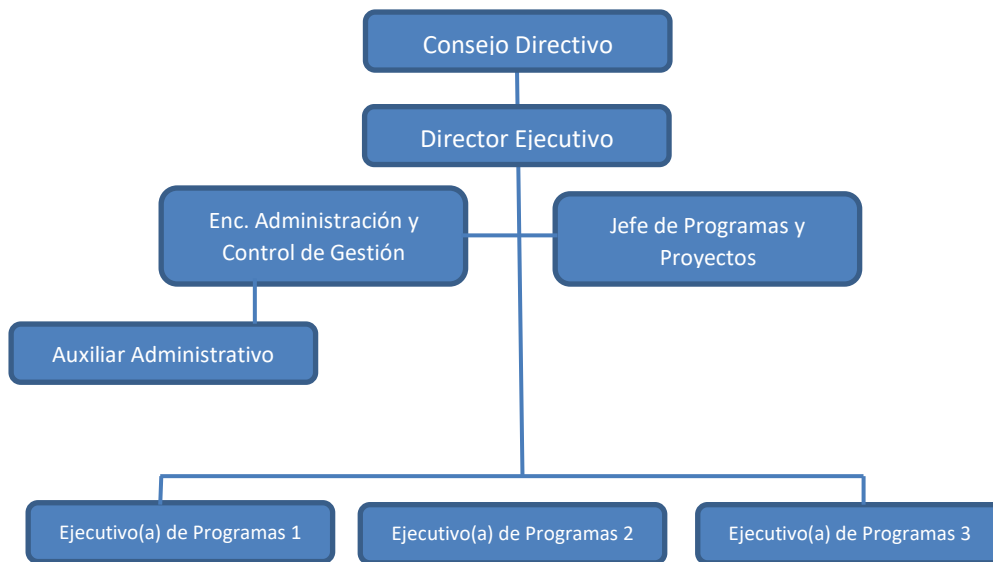 Consejo Directivo
Director Ejecutivo
Enc. Administración y
Control de Gestión
Jefe de Programas y
Proyectos
Auxiliar Administrativo
Ejecutivo(a) de Programas 1
Ejecutivo(a) de Programas 2
Ejecutivo(a) de Programas 3